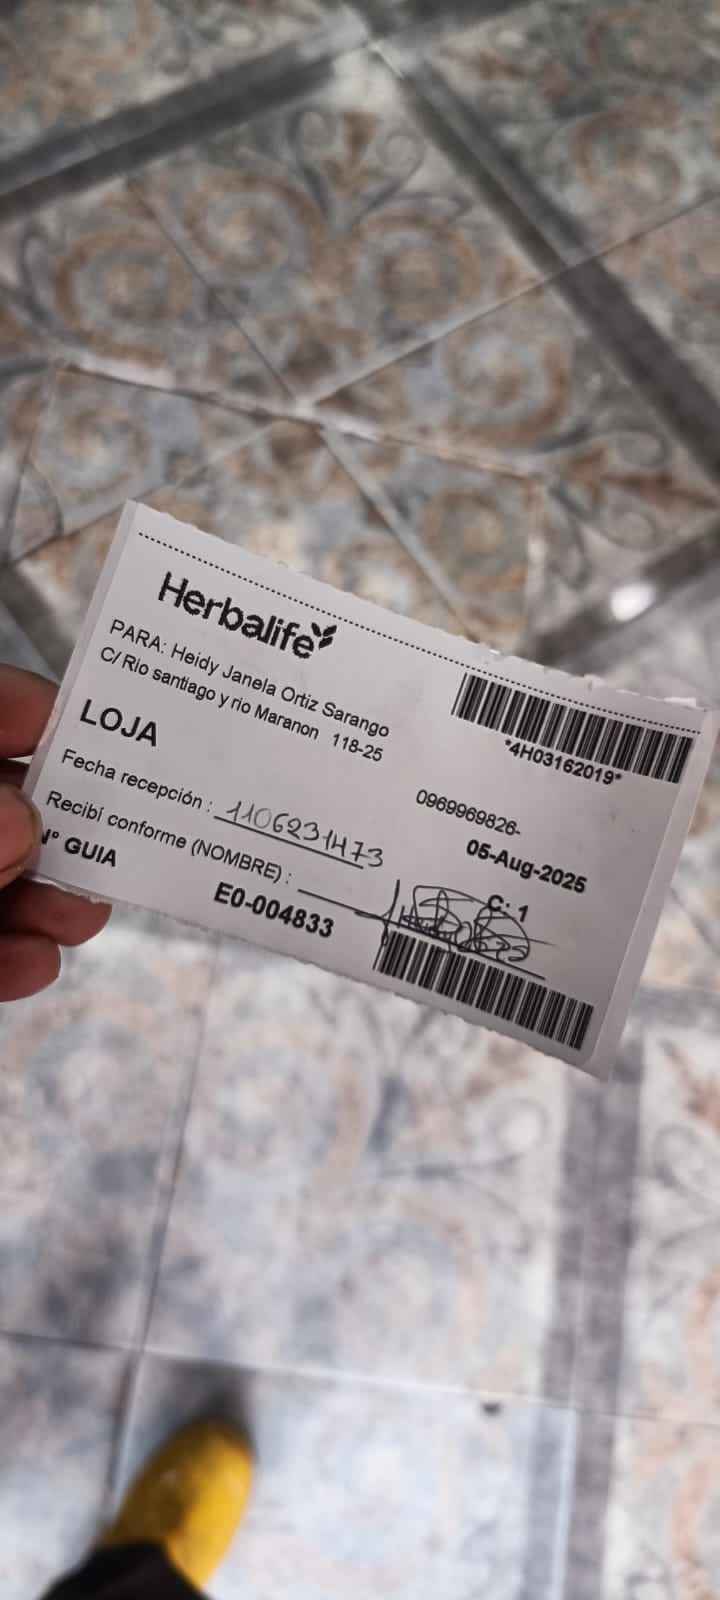 Herbalife
PARA: Heidy Janela Ortiz Sarango
C/ Rio santiago y rio Maranon 118-25
*4H03162019*
LOJA
0969969826-
Fecha recepción : 1106231473
05-Aug-2025
Recibí conforme (NOMBRE) :
C: 1
N° GUIA
E0-004833